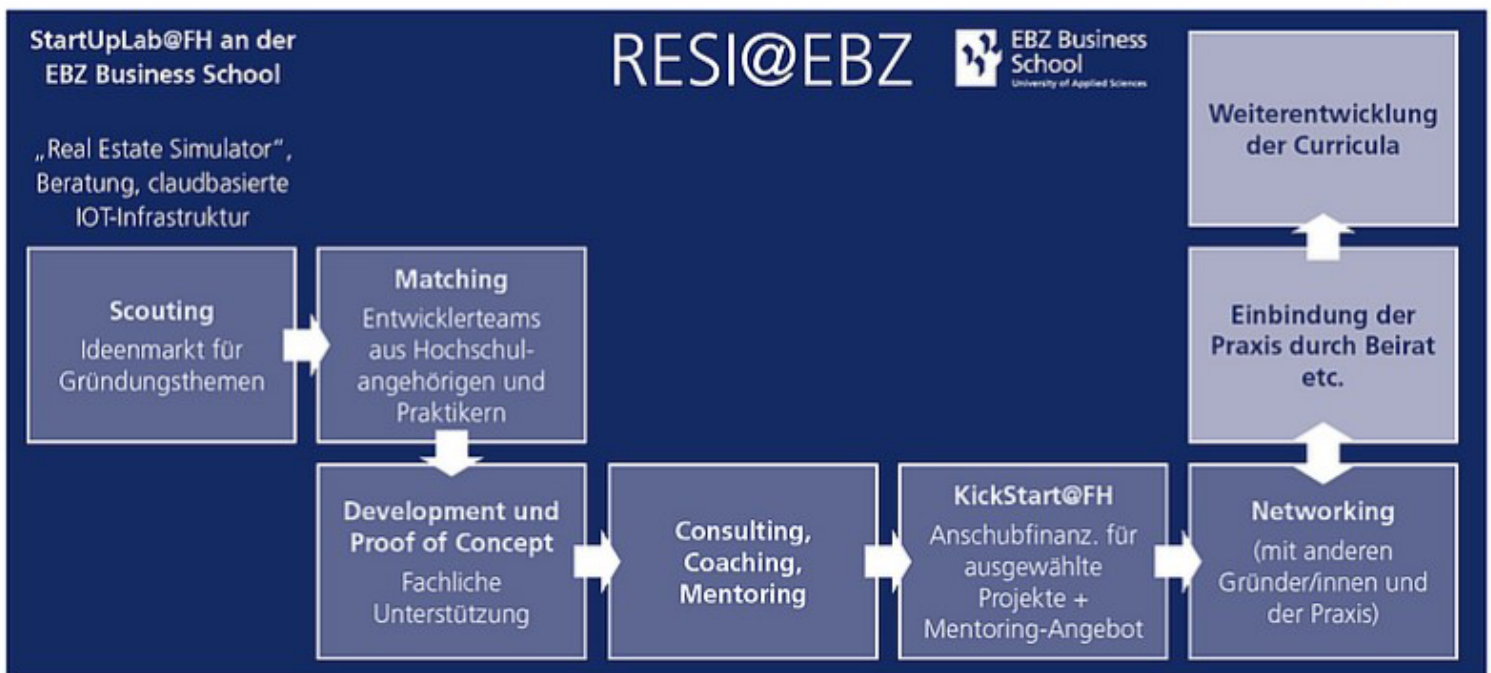 StartUpLab@FH an der
EBZ Business School
RESI@EBZ
EBZ Business
School
University of Applied Sciences
„Real Estate Simulator“,
Beratung, claudbasierte
IOT-Infrastruktur
Scouting
Ideenmarkt für
Gründungsthemen
Matching
Entwicklerteams
aus Hochschul-
angehörigen und
Praktikern
Development und
Proof of Concept
Fachliche
Unterstützung
Consulting,
Coaching,
Mentoring
KickStart@FH
Anschubfinanz. für
ausgewählte
Projekte +
Mentoring-Angebot
Networking
(mit anderen
Gründer/innen und
der Praxis)
Einbindung der
Praxis durch Beirat
etc.
Weiterentwicklung
der Curricula